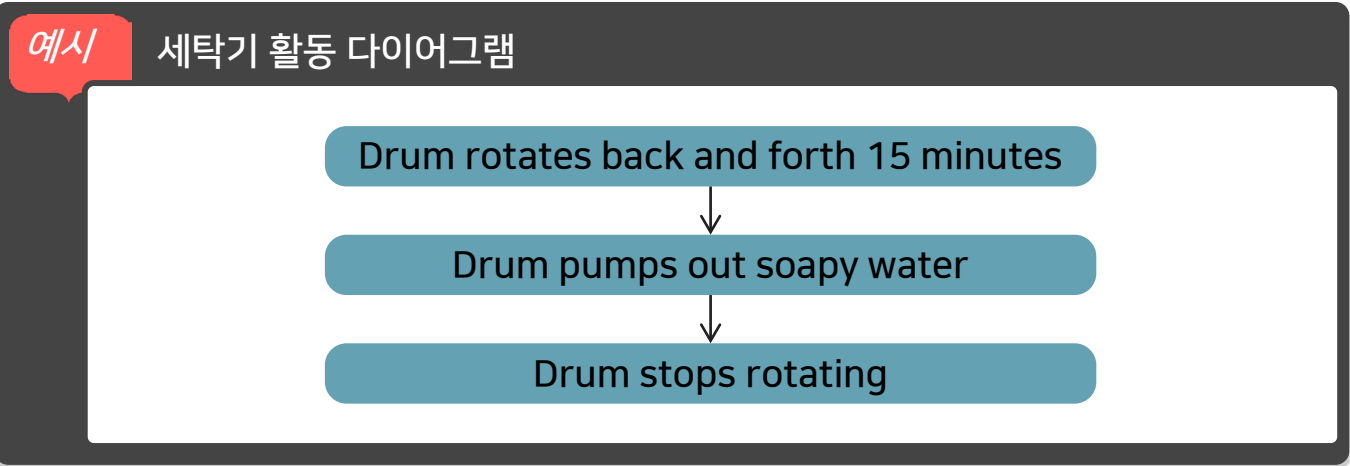 예시
세탁기 활동 다이어그램
Drum rotates back and forth 15 minutes
Drum pumps out soapy water
Drum stops rotating